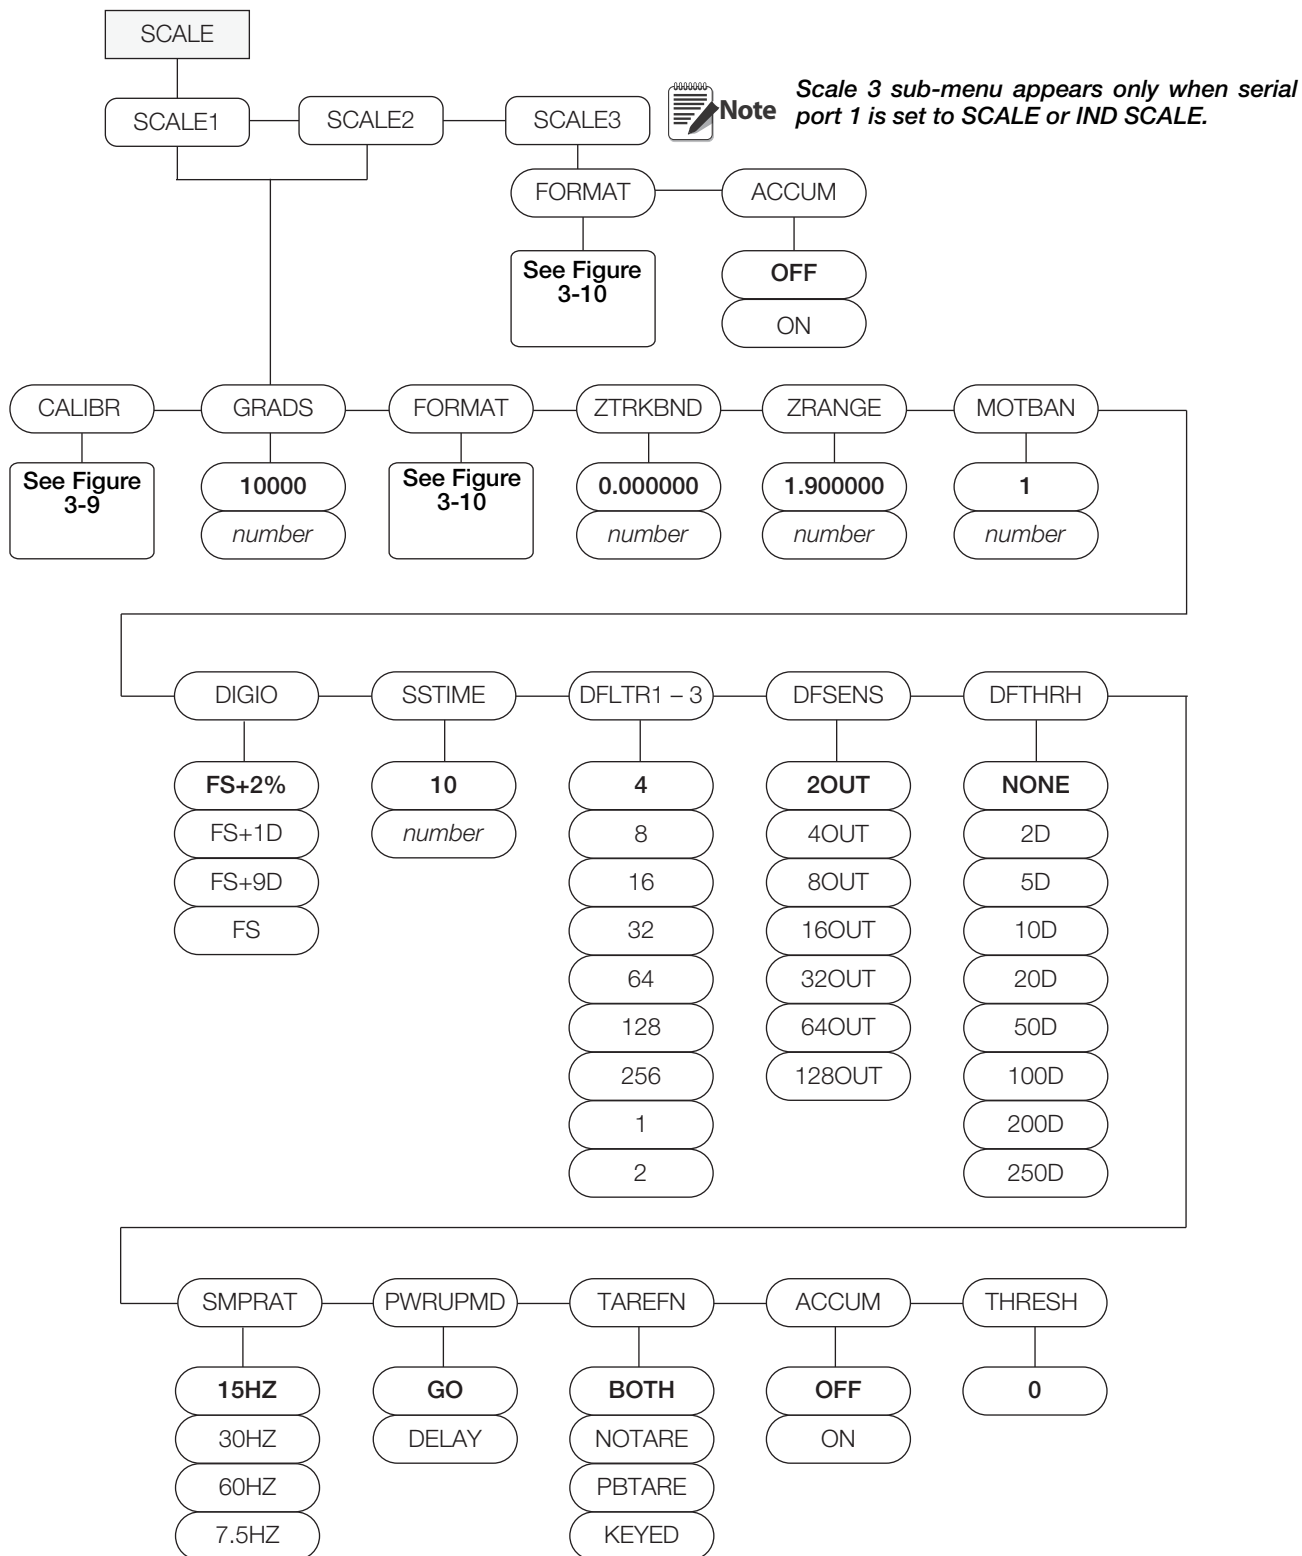 SCALE
SCALE1
SCALE2
SCALE3
Note
Scale 3 sub-menu appears only when serial
port 1 is set to SCALE or IND SCALE.
FORMAT
ACCUM
See Figure
3-10
OFF
ON
CALIBR
GRADS
FORMAT
ZTRKBND
ZRANGE
MOTBAN
See Figure
3-9
10000
number
See Figure
3-10
0.000000
number
1.900000
number
1
number
DIGIO
SSTIME
DFLTR1 – 3
DFSENS
DFTHRH
FS+2%
FS+1D
FS+9D
FS
10
number
4
8
16
32
64
128
256
1
2
2OUT
4OUT
8OUT
16OUT
32OUT
64OUT
128OUT
NONE
2D
5D
10D
20D
50D
100D
200D
250D
SMPRAT
PWRUPMD
TAREFN
ACCUM
THRESH
15HZ
30HZ
60HZ
7.5HZ
GO
DELAY
BOTH
NOTARE
PBTARE
KEYED
OFF
ON
0